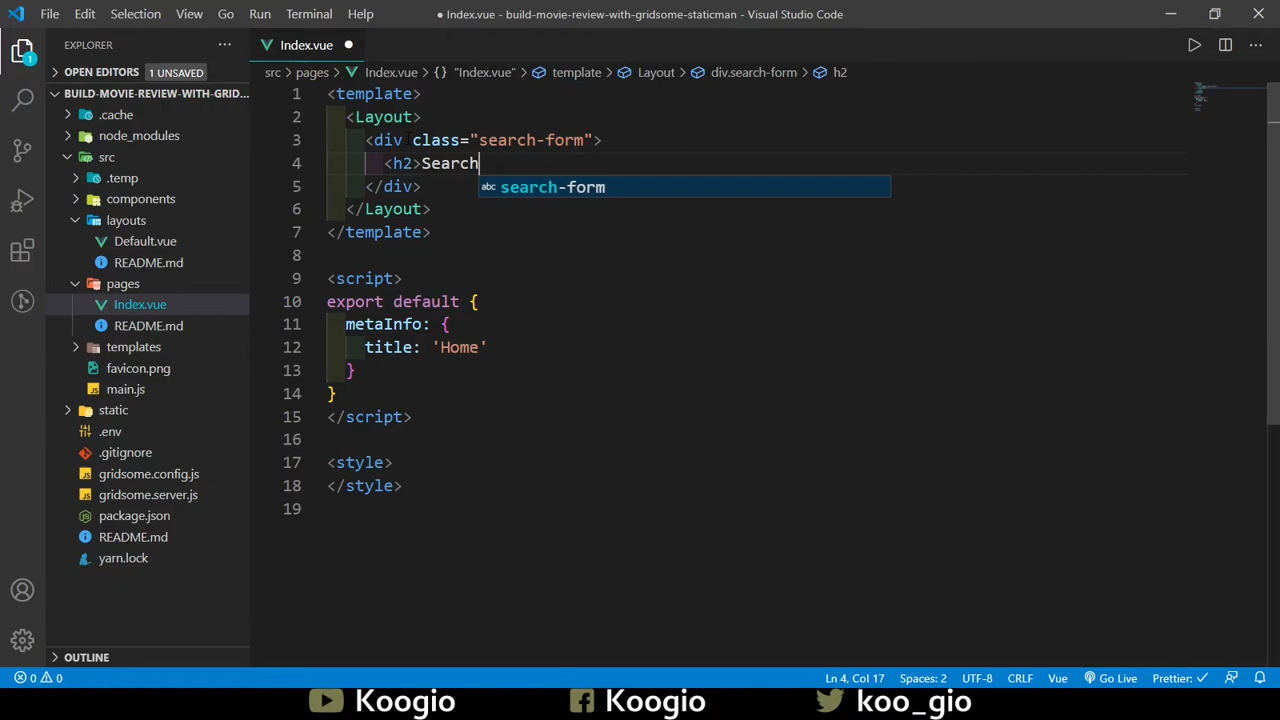 File Edit Selection View Go Run Terminal Help ● Index.vue - build-movie-review-with-gridsome-staticman - Visual Studio Code
EXPLORER ···
OPEN EDITORS 1 UNSAVED
BUILD-MOVIE-REVIEW-WITH-GRID...
.cache
node_modules
src
.temp
components
layouts
Default.vue
README.md
pages
Index.vue
README.md
templates
favicon.png
main.js
static
.env
.gitignore
gridsome.config.js
gridsome.server.js
package.json
README.md
yarn.lock
OUTLINE
1
Index.vue ●
src > pages > Index.vue > {} "Index.vue" > template > Layout > div.search-form > h2
1 <template>
2 <Layout>
3 <div class="search-form">
4 <h2>Search
abc search-form
5 </div>
6 </Layout>
7 </template>
8
9 <script>
10 export default {
11 metaInfo: {
12 title: 'Home'
13 }
14 }
15 </script>
16
17 <style>
18 </style>
19
0 0 Ln 4, Col 17 Spaces: 2 UTF-8 CRLF Vue Go Live Prettier: ✓
Koogio Koogio koo_gio